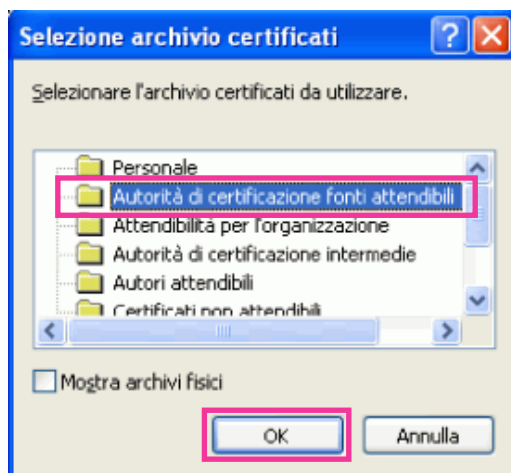 Selezione archivio certificati
Selezionare l'archivio certificati da utilizzare.
Personale
Autorità di certificazione fonti attendibili
Attendibilità per l'organizzazione
Autorità di certificazione intermedie
Autori attendibili
Certificati non attendibili
Mostra archivi fisici
OK Annulla